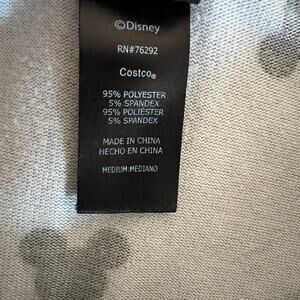 ©Disney
RN#76292
Costco®
95% POLYESTER
5% SPANDEX
95% POLIÉSTER
5% SPANDEX
MADE IN CHINA
HECHO EN CHINA
MEDIUM:MEDIANO